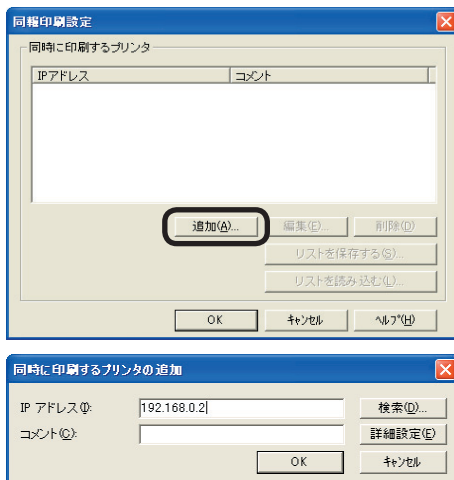 同報印刷設定
同時に印刷するプリンタ
IPアドレス コメント
追加(A)... 編集(E)... 削除(D)
リストを保存する(S)...
リストを読み込む(L)...
OK キャンセル ヘルプ(H)
同時に印刷するプリンタの追加
IP アドレス(I): 192.168.0.2 検索(D)...
コメント(C): 詳細設定(E)
OK キャンセル